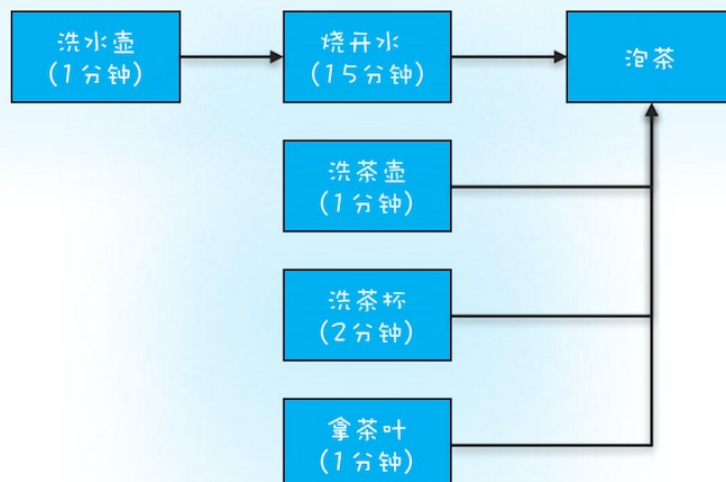 洗水壶
(1分钟)
烧开水
(15分钟)
泡茶
洗茶壶
(1分钟)
洗茶杯
(2分钟)
拿茶叶
(1分钟)